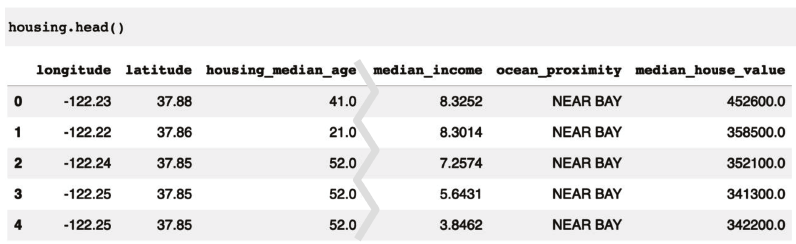 housing.head()
longitude latitude housing_median_age median_income ocean_proximity median_house_value
0 -122.23 37.88 41.0 8.3252 NEAR BAY 452600.0
1 -122.22 37.86 21.0 8.3014 NEAR BAY 358500.0
2 -122.24 37.85 52.0 7.2574 NEAR BAY 352100.0
3 -122.25 37.85 52.0 5.6431 NEAR BAY 341300.0
4 -122.25 37.85 52.0 3.8462 NEAR BAY 342200.0